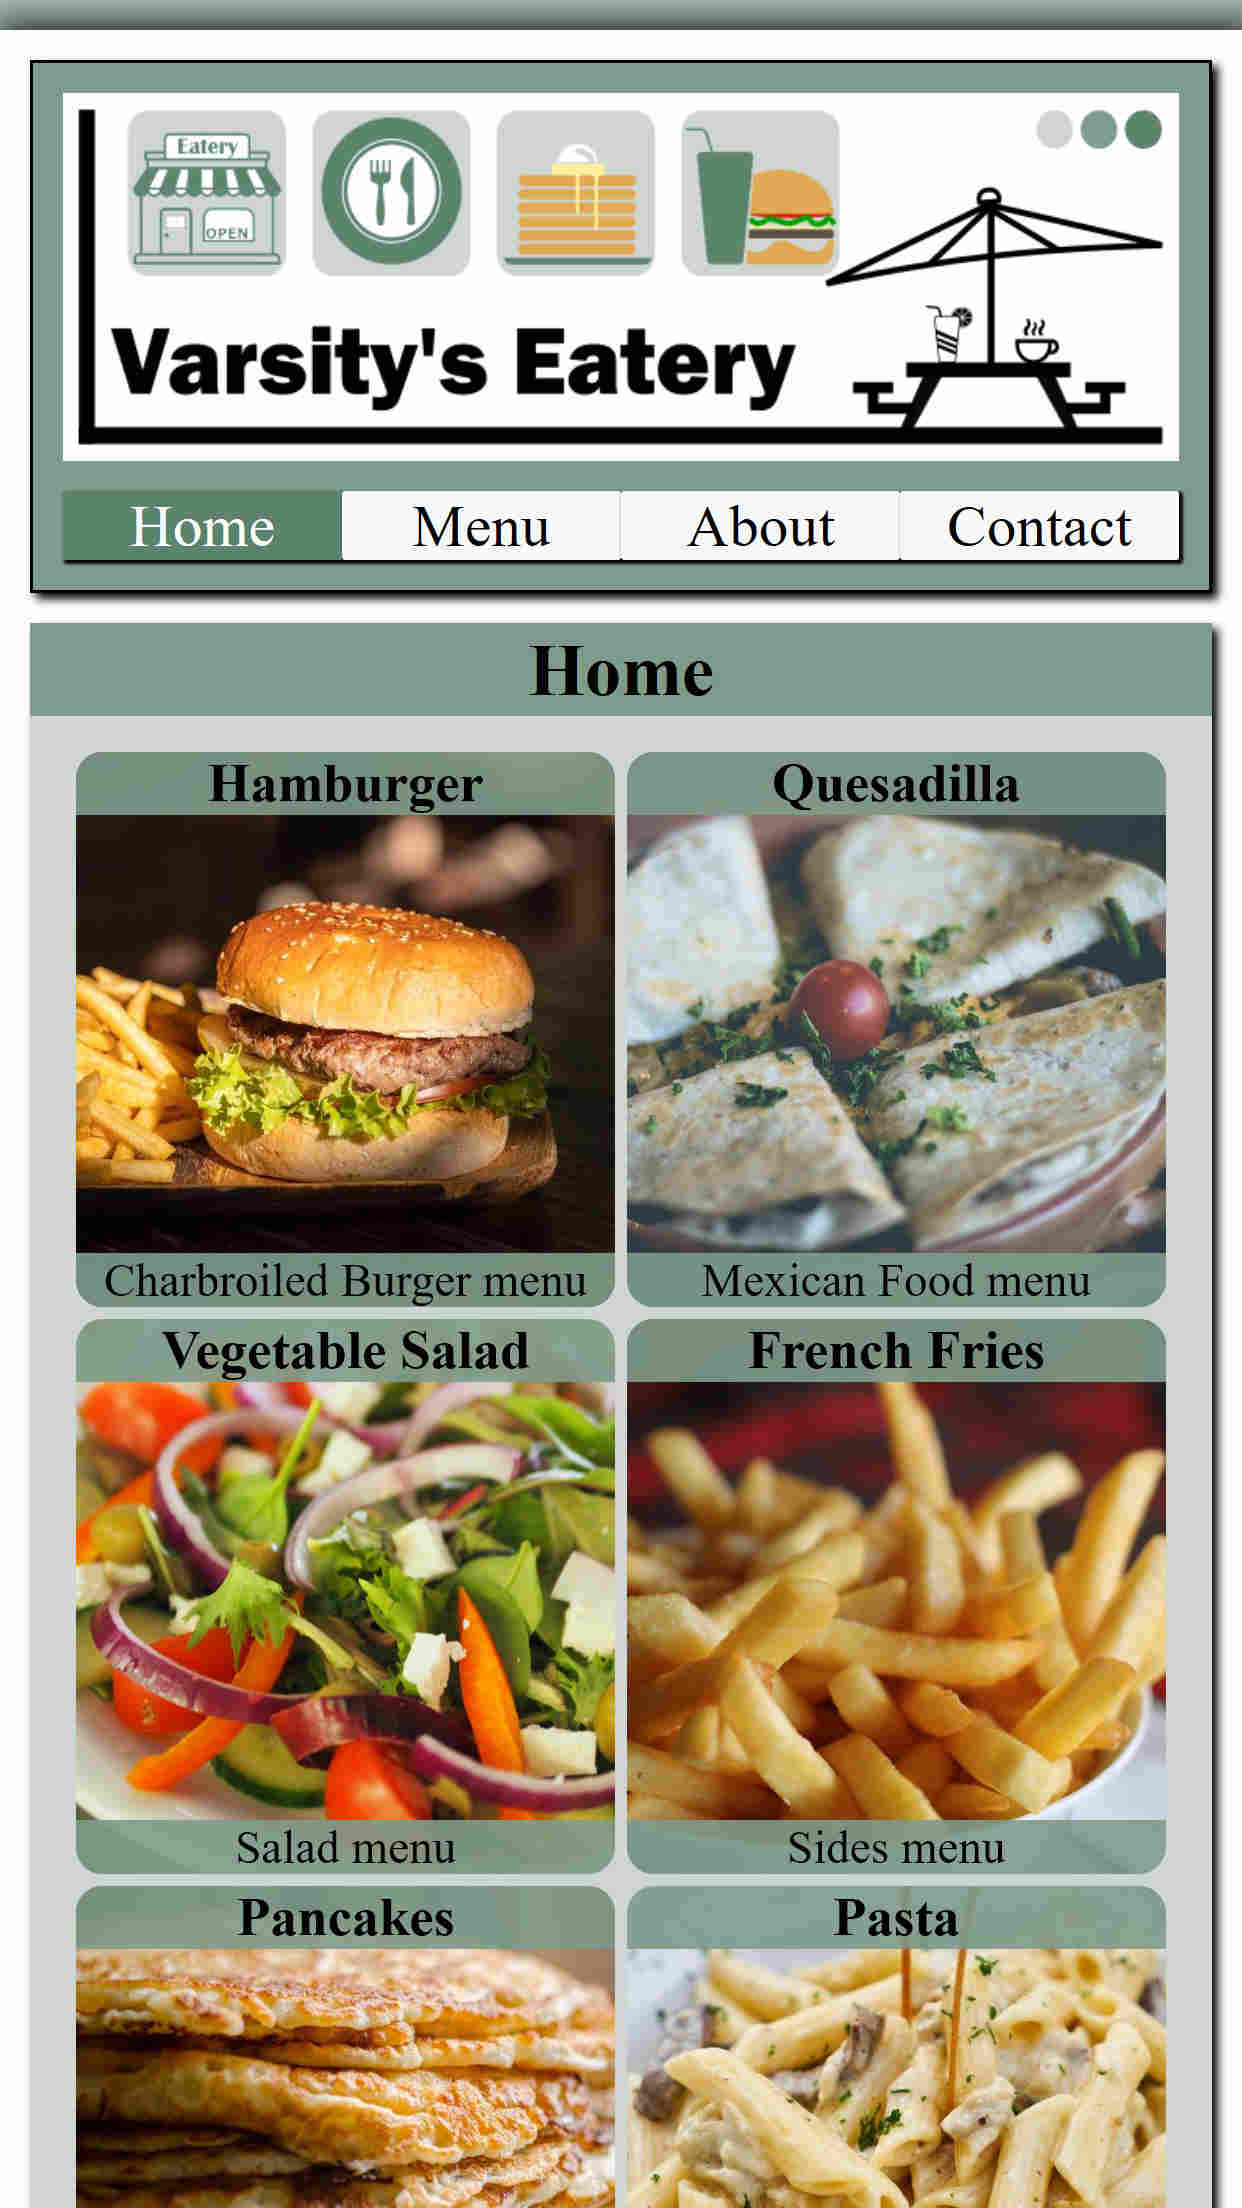 Eatery
OPEN
Varsity's Eatery
Home Menu About Contact
Home
Hamburger Quesadilla
Charbroiled Burger menu Mexican Food menu
Vegetable Salad French Fries
Salad menu Sides menu
Pancakes Pasta